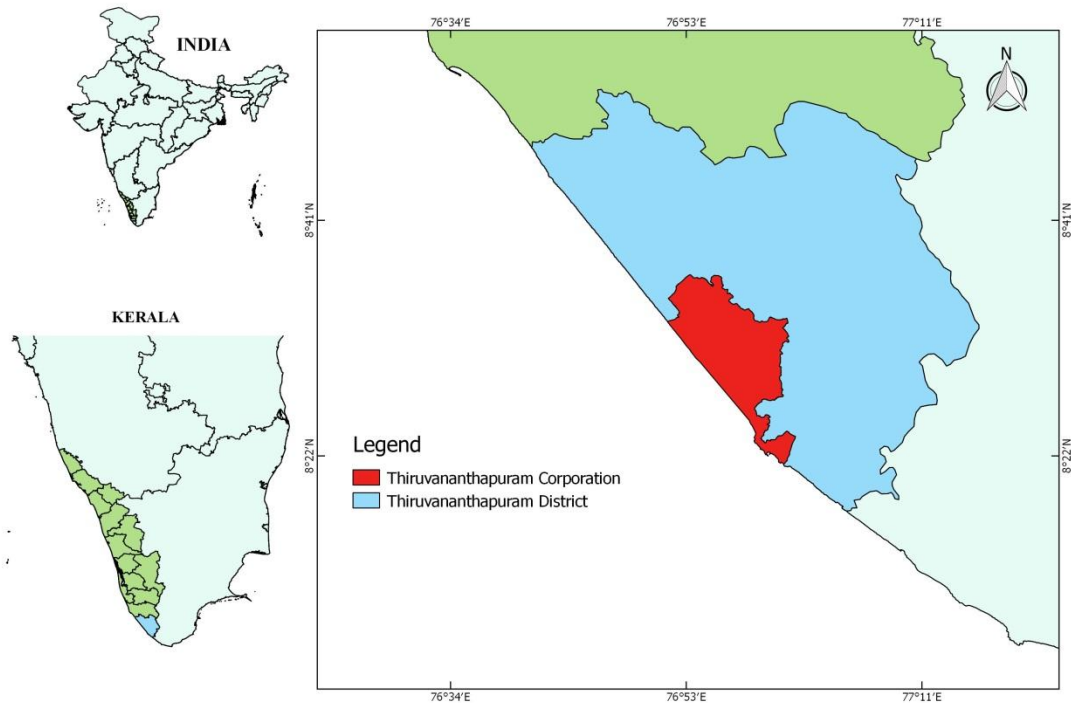 INDIA
KERALA
76°34'E 76°53'E 77°11'E
N
8°41'N 8°41'N
8°22'N 8°22'N
Legend
Thiruvananthapuram Corporation
Thiruvananthapuram District
76°34'E 76°53'E 77°11'E